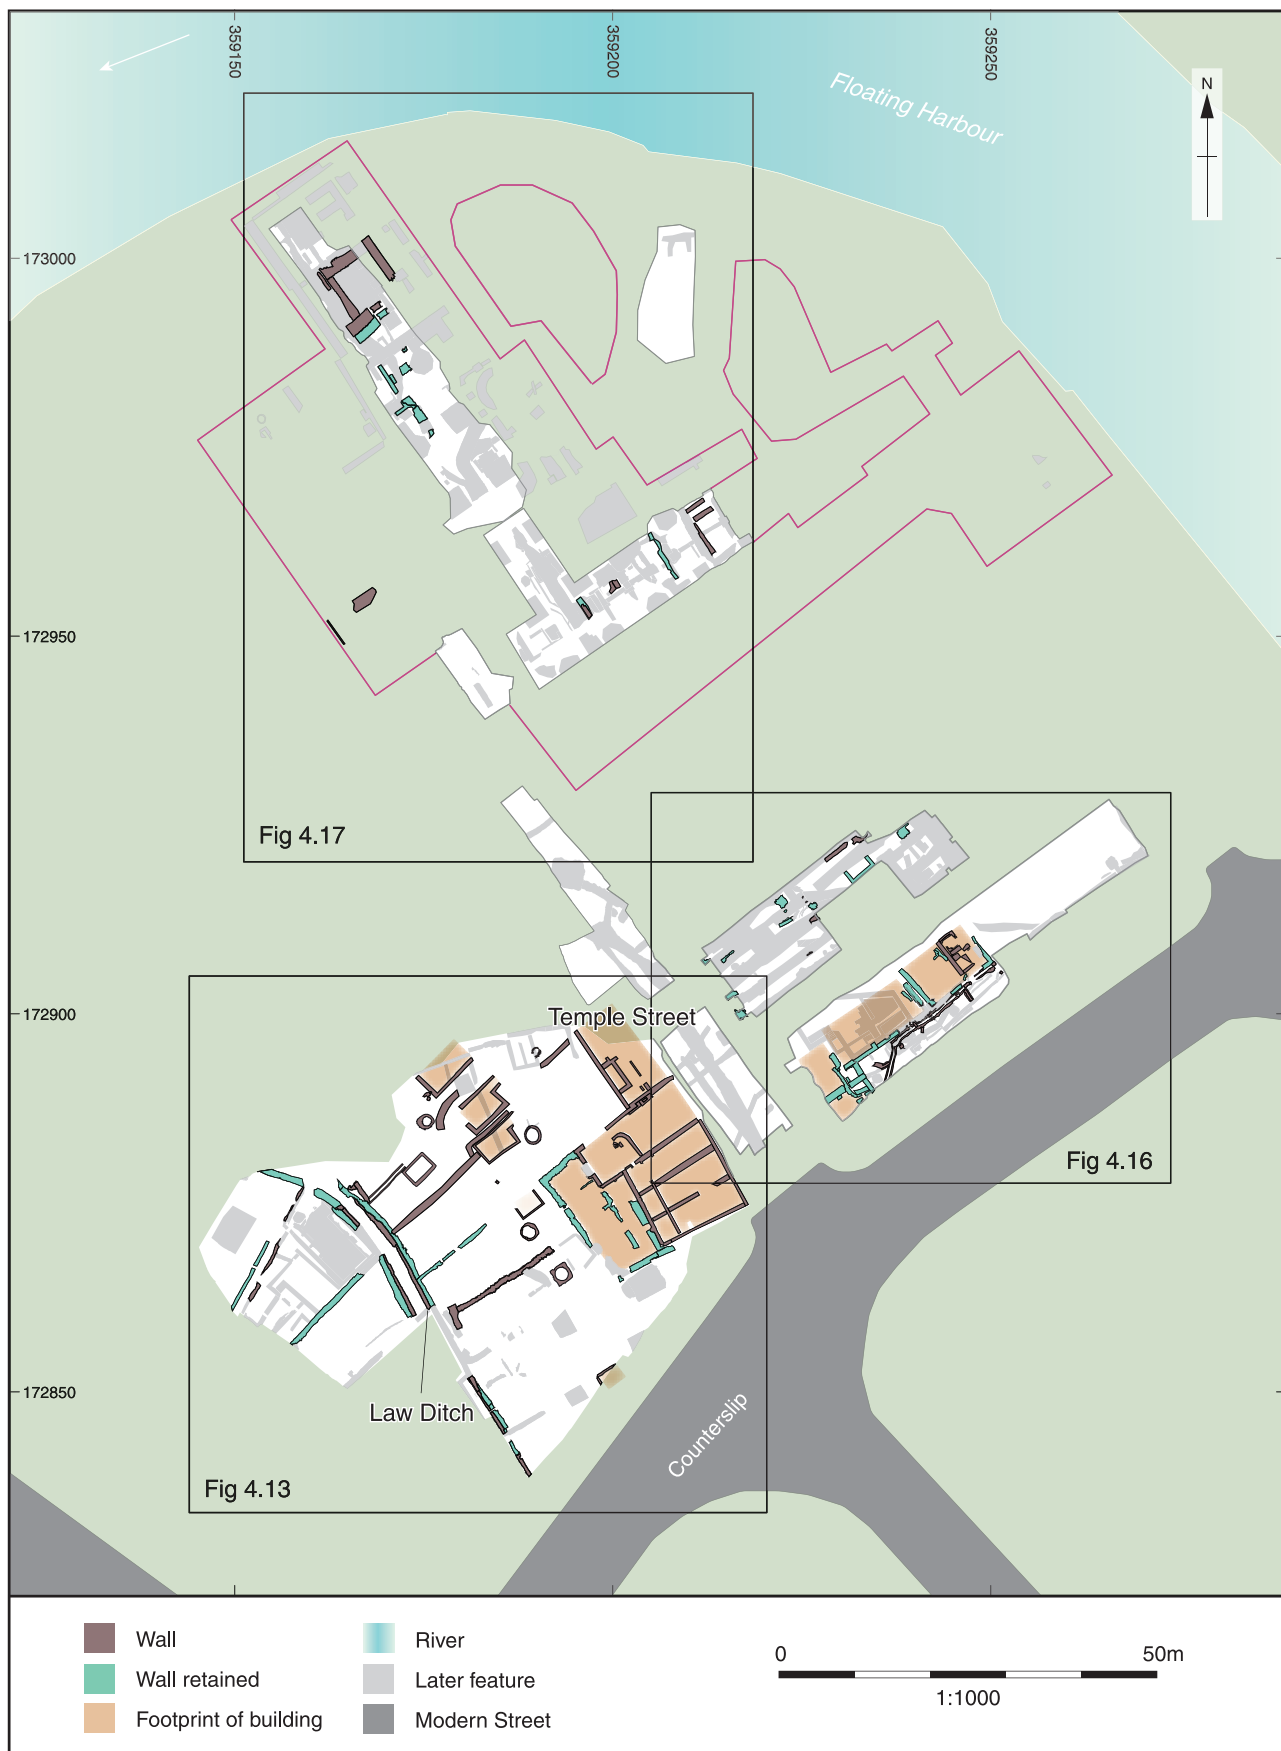 359150
359200
359250
Floating Harbour
N
173000
172950
Fig 4.17
172900
Temple Street
Fig 4.16
172850
Law Ditch
Counterslip
Fig 4.13
Wall
River
0
50m
Wall retained
Later feature
1:1000
Footprint of building
Modern Street